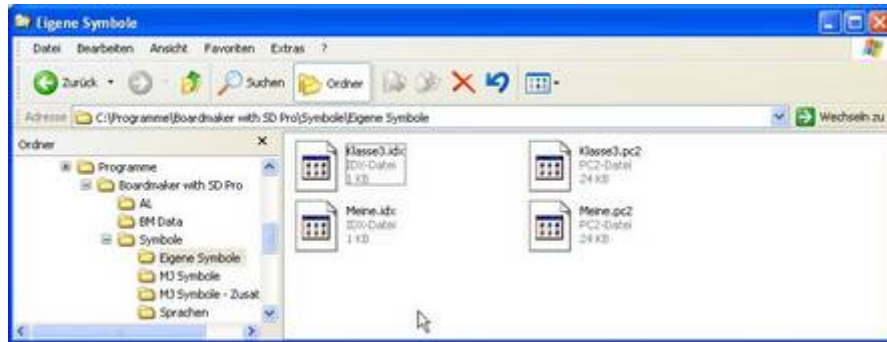 Eigene Symbole
Datei Bearbeiten Ansicht Favoriten Extras ?
Zurück Suchen Ordner
Adresse C:\Programme\Boardmaker with SD Pro\Symbole\Eigene Symbole Wechseln zu
Ordner x
Programme
Boardmaker with SD Pro
AL
BM Data
Symbole
Eigene Symbole
MJ Symbole
MJ Symbole - Zusat
Sprachen
Klasse3.idx
IDX-Datei
1 KB
Klasse3.pc2
PC2-Datei
24 KB
Meine.idx
IDX-Datei
1 KB
Meine.pc2
PC2-Datei
24 KB